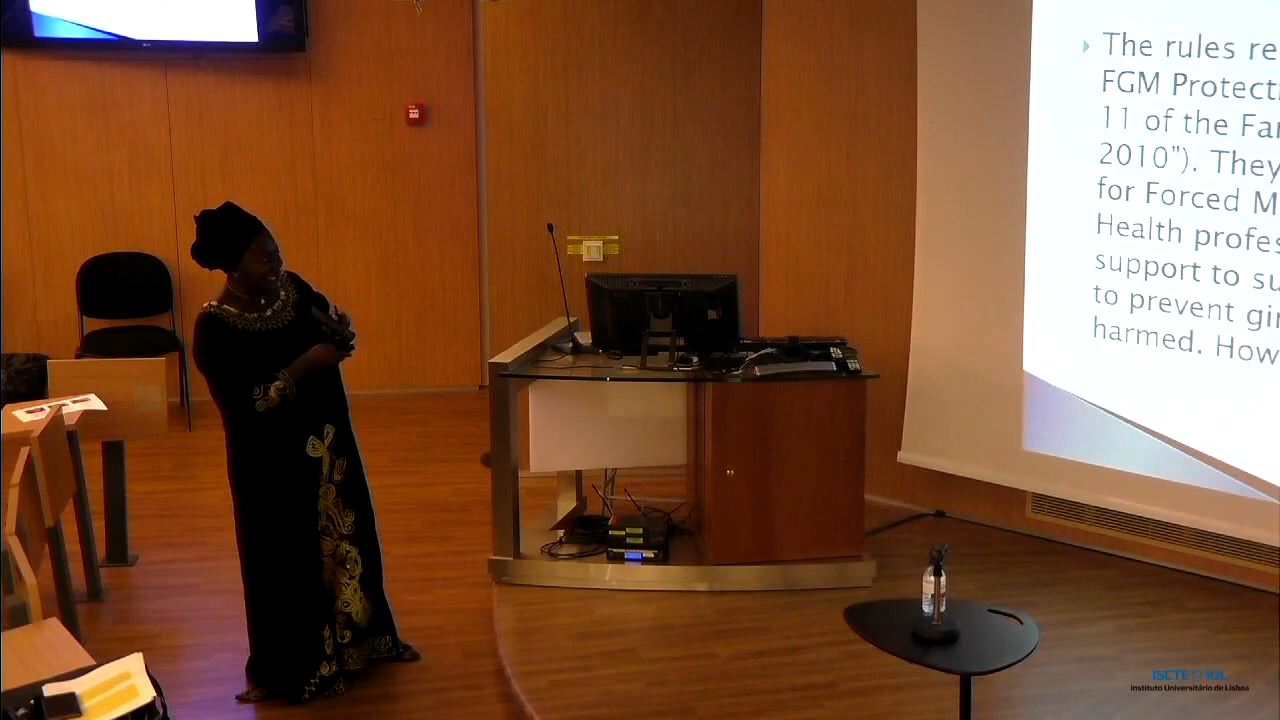 The rules re
FGM Protecti
11 of the Fa
2010"). They
for Forced M
Health profes
support to su
to prevent gir
harmed. How
ISCTE IUL
Instituto Universitário de Lisboa